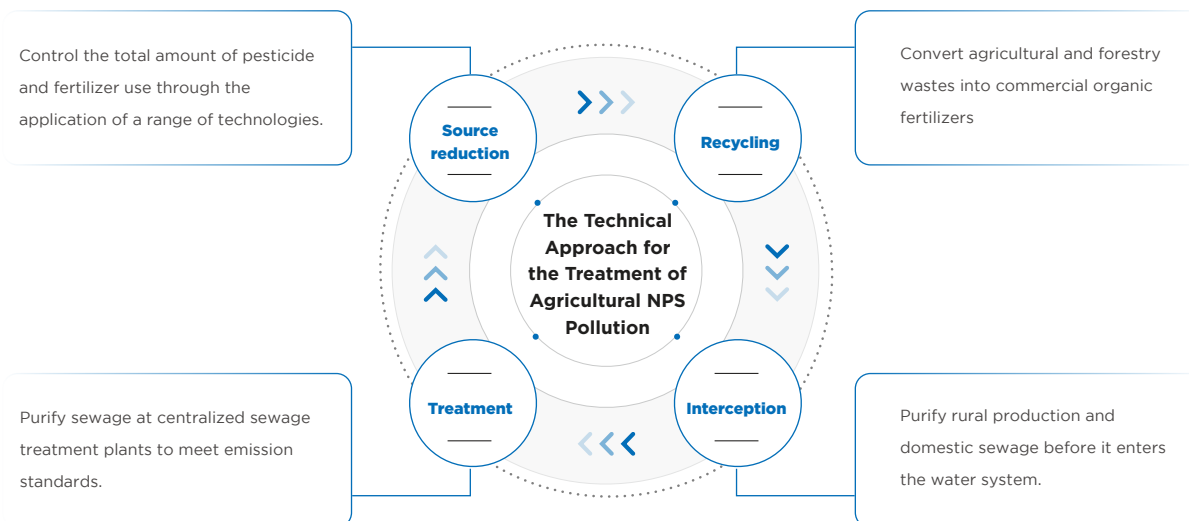 Control the total amount of pesticide
and fertilizer use through the
application of a range of technologies.
Source
reduction
Convert agricultural and forestry
wastes into commercial organic
fertilizers
Recycling
The Technical
Approach for
the Treatment of
Agricultural NPS
Pollution
Purify sewage at centralized sewage
treatment plants to meet emission
standards.
Treatment
Interception
Purify rural production and
domestic sewage before it enters
the water system.